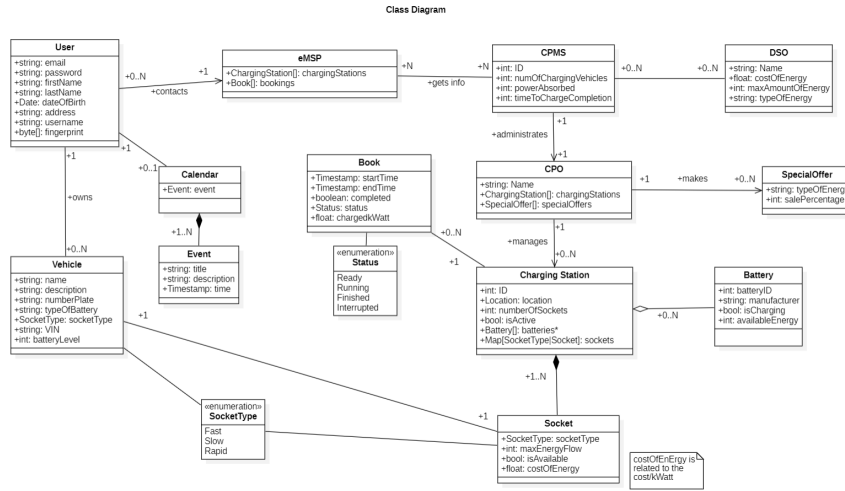 Class Diagram
User
+string: email
+string: password
+string: firstName
+string: lastName
+Date: dateOfBirth
+string: address
+string: username
+byte[]: fingerprint
+0..N
+1
+contacts
eMSP
+ChargingStation[]: chargingStations
+Book[]: bookings
+N
+N
+gets info
CPMS
+int: ID
+int: numOfChargingVehicles
+int: powerAbsorbed
+int: timeToChargeCompletion
+0..N
+0..N
DSO
+string: Name
+float: costOfEnergy
+int: maxAmountOfEnergy
+string: typeOfEnergy
+1
+administrates
+1
+1
+owns
+0..N
+1
+0..1
Calendar
+Event: event
+1..N
Event
+string: title
+string: description
+Timestamp: time
Book
+Timestamp: startTime
+Timestamp: endTime
+boolean: completed
+Status: status
+float: chargedkWatt
+0..N
+1
«enumeration»
Status
Ready
Running
Finished
Interrupted
CPO
+string: Name
+ChargingStation[]: chargingStations
+SpecialOffer[]: specialOffers
+1
+makes
+0..N
SpecialOffer
+string: typeOfEnerg
+int: salePercentage
+1
+manages
+0..N
Vehicle
+string: name
+string: description
+string: numberPlate
+string: typeOfBattery
+SocketType: socketType
+string: VIN
+int: batteryLevel
+1
Charging Station
+int: ID
+Location: location
+int: numberOfSockets
+bool: isActive
+Battery[]: batteries*
+Map[SocketType|Socket]: sockets
+0..N
Battery
+int: batteryID
+string: manufacturer
+bool: isCharging
+int: availableEnergy
+1..N
«enumeration»
SocketType
Fast
Slow
Rapid
+1
Socket
+SocketType: socketType
+int: maxEnergyFlow
+bool: isAvailable
+float: costOfEnergy
costOfEnErgy is
related to the
cost/kWatt